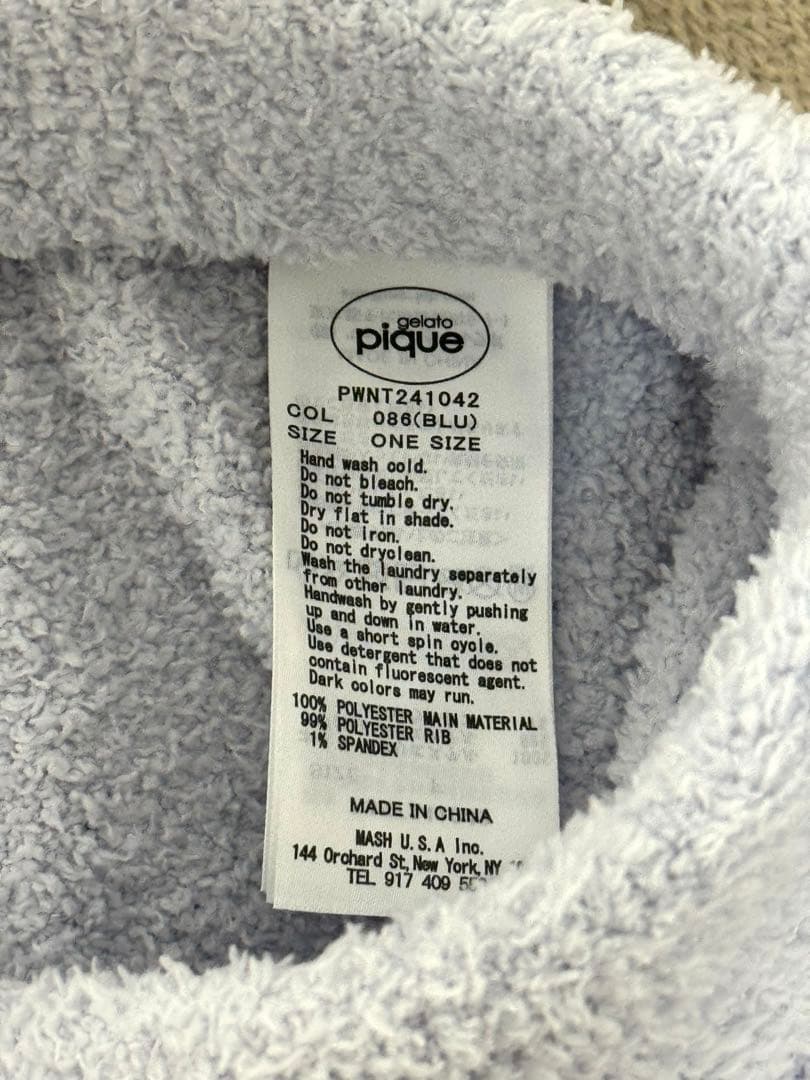 gelato
pique
PWNT241042
COL 086(BLU)
SIZE ONE SIZE
Hand wash cold.
Do not bleach.
Do not tumble dry.
Dry flat in shade.
Do not iron.
Do not dryclean.
Wash the laundry separately
from other laundry.
Handwash by gently pushing
up and down in water.
Use a short spin cycle.
Use detergent that does not
contain fluorescent agent.
Dark colors may run.
100% POLYESTER MAIN MATERIAL
99% POLYESTER RIB
1% SPANDEX
MADE IN CHINA
MASH U.S.A Inc.
144 Orchard St, New York, NY
TEL 917 409